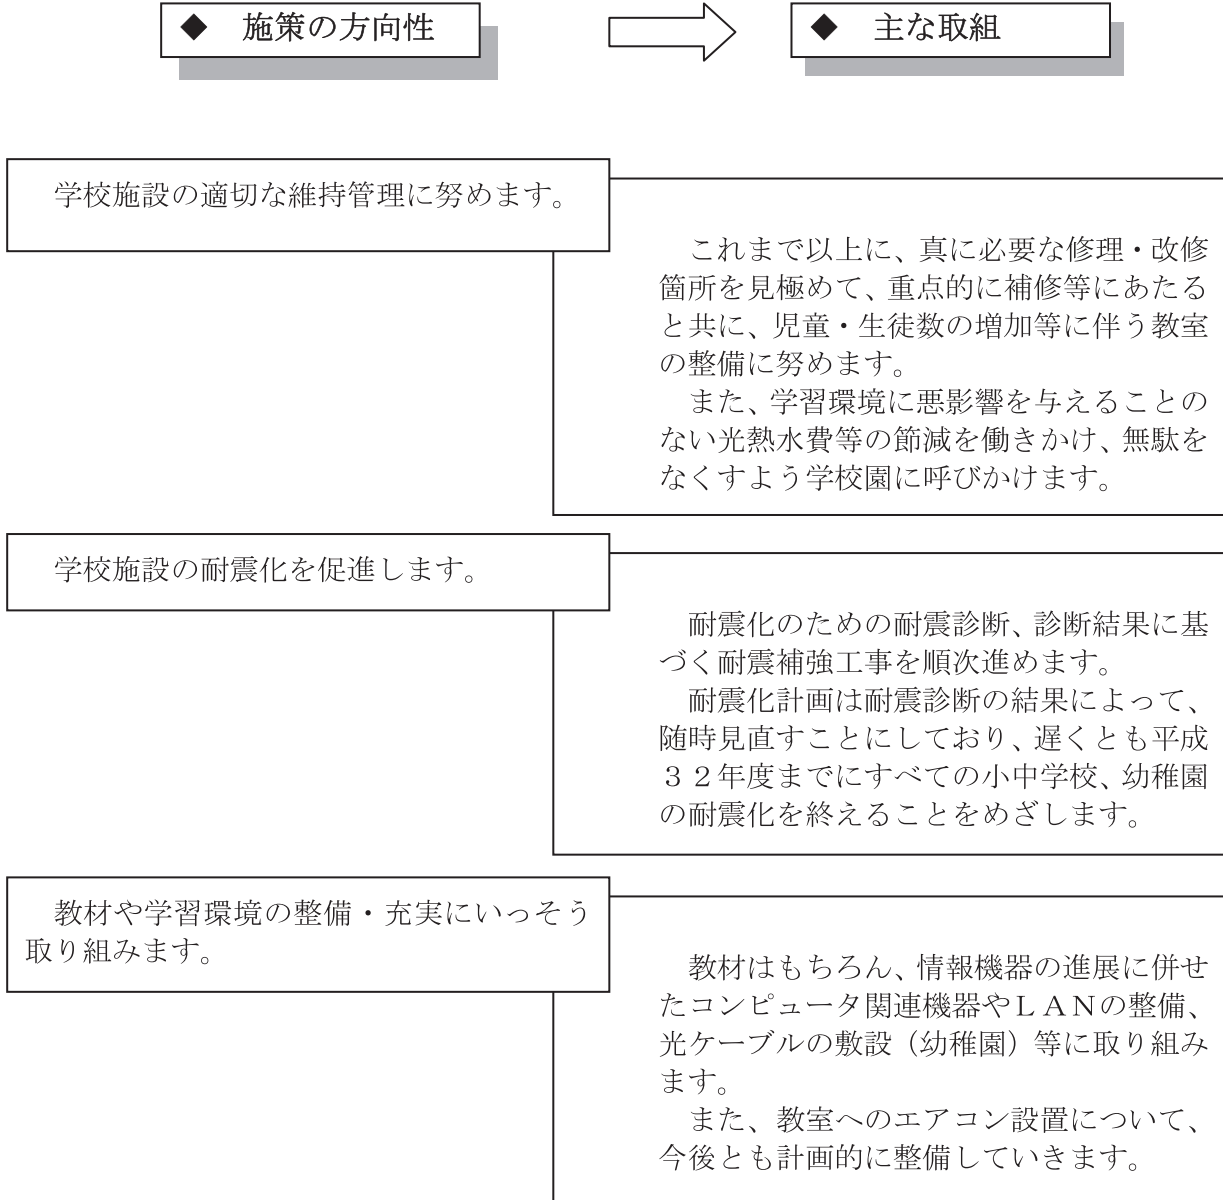 ◆　施策の方向性
◆　主な取組
学校施設の適切な維持管理に努めます。
これまで以上に、真に必要な修理・改修
箇所を見極めて、重点的に補修等にあたる
と共に、児童・生徒数の増加等に伴う教室
の整備に努めます。
また、学習環境に悪影響を与えることの
ない光熱水費等の節減を働きかけ、無駄を
なくすよう学校園に呼びかけます。
学校施設の耐震化を促進します。
耐震化のための耐震診断、診断結果に基
づく耐震補強工事を順次進めます。
耐震化計画は耐震診断の結果によって、
随時見直すことにしており、遅くとも平成
３２年度までにすべての小中学校、幼稚園
の耐震化を終えることをめざします。
教材や学習環境の整備・充実にいっそう
取り組みます。
教材はもちろん、情報機器の進展に併せ
たコンピュータ関連機器やＬＡＮの整備、
光ケーブルの敷設（幼稚園）等に取り組み
ます。
また、教室へのエアコン設置について、
今後とも計画的に整備していきます。